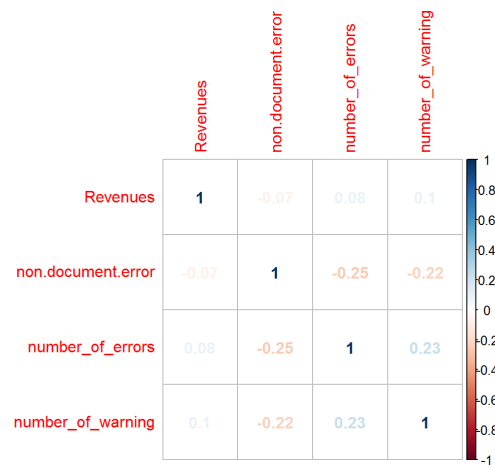 Revenues
non.document.error
number_of_errors
number_of_warning
Revenues 1 -0.07 0.08 0.1
non.document.error -0.07 1 -0.25 -0.22
number_of_errors 0.08 -0.25 1 0.23
number_of_warning 0.1 -0.22 0.23 1
1
0.8
0.6
0.4
0.2
0
-0.2
-0.4
-0.6
-0.8
-1